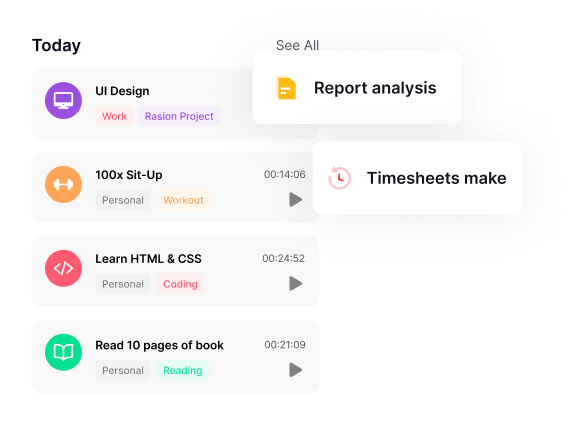 Today
See All
Report analysis
UI Design
Work
Rasion Project
Timesheets make
100x Sit-Up
00:14:06
Personal
Workout
Learn HTML & CSS
00:24:52
Personal
Coding
Read 10 pages of book
00:21:09
Personal
Reading